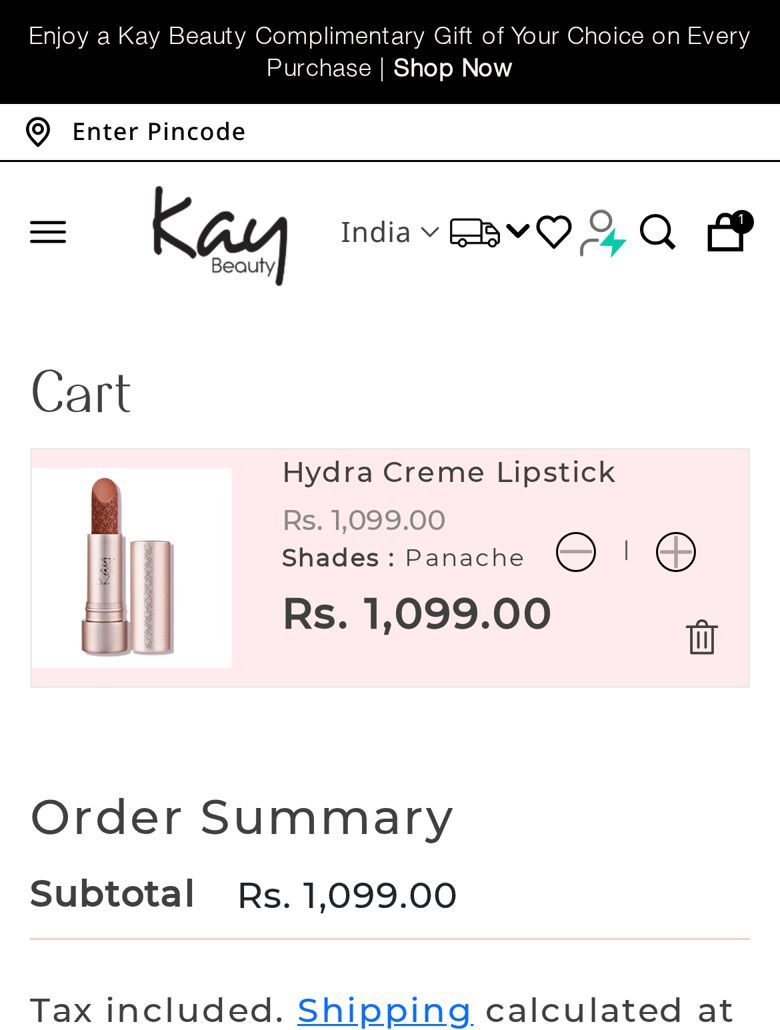 Enjoy a Kay Beauty Complimentary Gift of Your Choice on Every
Purchase | Shop Now
Enter Pincode
Kay
Beauty
India
1
Cart
Hydra Creme Lipstick
Rs. 1,099.00
Shades : Panache
1
Rs. 1,099.00
Kay
Order Summary
Subtotal Rs. 1,099.00
Tax included. Shipping calculated at